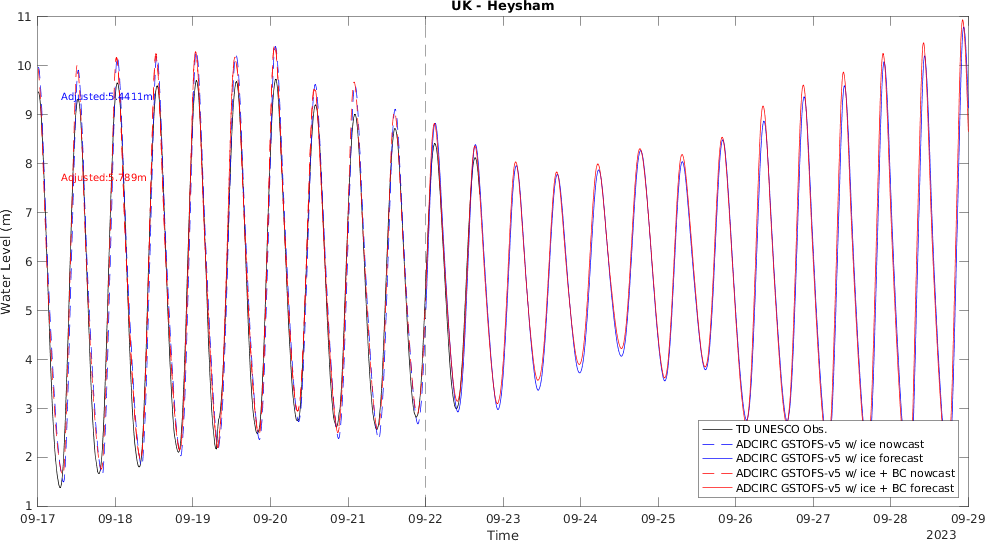 UK - Heysham
11
10
9
8
7
6
5
4
3
2
1
Water Level (m)
Adjusted:5.4411m
Adjusted:5.789m
TD UNESCO Obs.
ADCIRC GSTOFS-v5 w/ ice nowcast
ADCIRC GSTOFS-v5 w/ ice forecast
ADCIRC GSTOFS-v5 w/ ice + BC nowcast
ADCIRC GSTOFS-v5 w/ ice + BC forecast
09-17 09-18 09-19 09-20 09-21 09-22 09-23 09-24 09-25 09-26 09-27 09-28 09-29
Time
2023